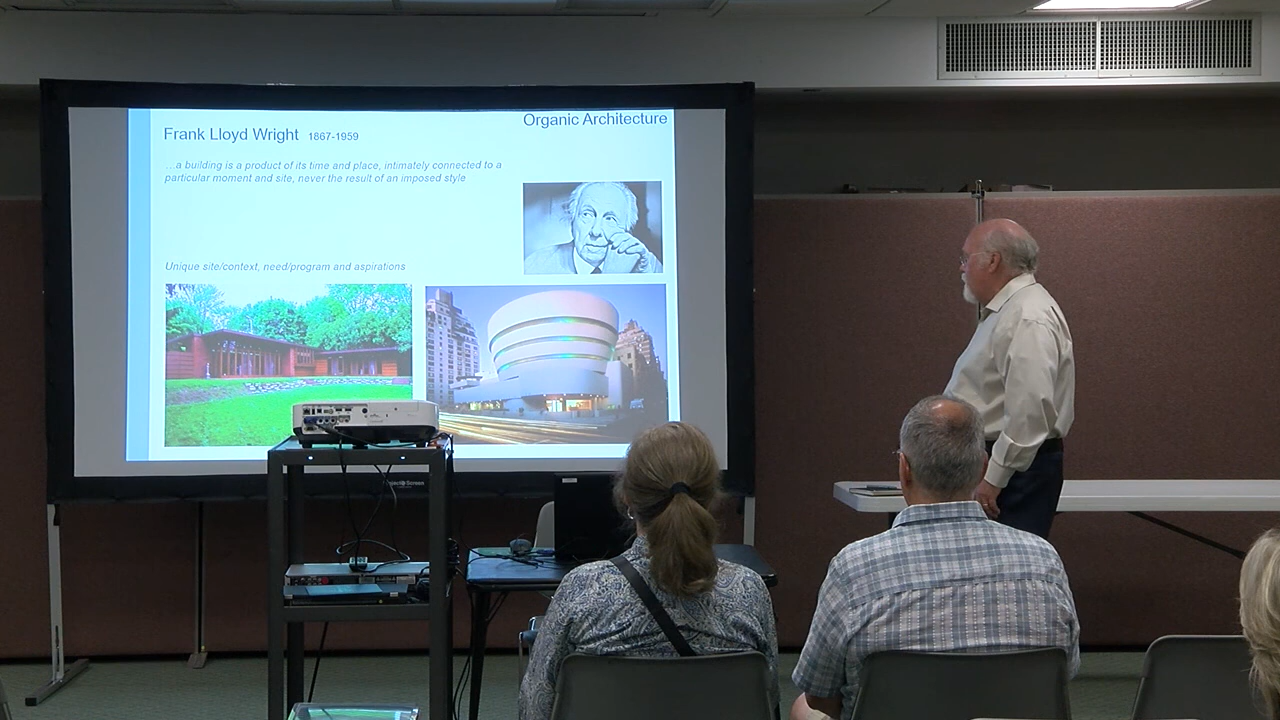 Organic Architecture
Frank Lloyd Wright 1867-1959
…a building is a product of its time and place, intimately connected to a
particular moment and site, never the result of an imposed style
Unique site/context, need/program and aspirations